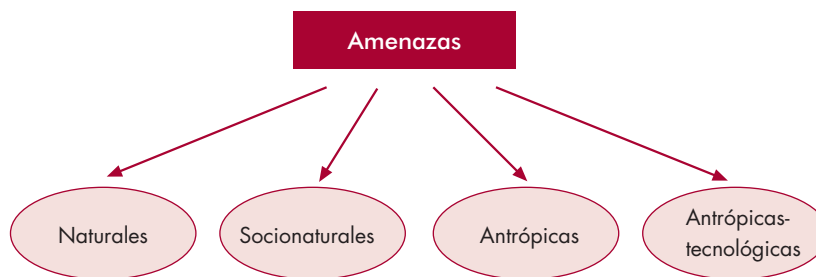 Amenazas
Naturales
Socionaturales
Antrópicas
Antrópicas-
tecnológicas